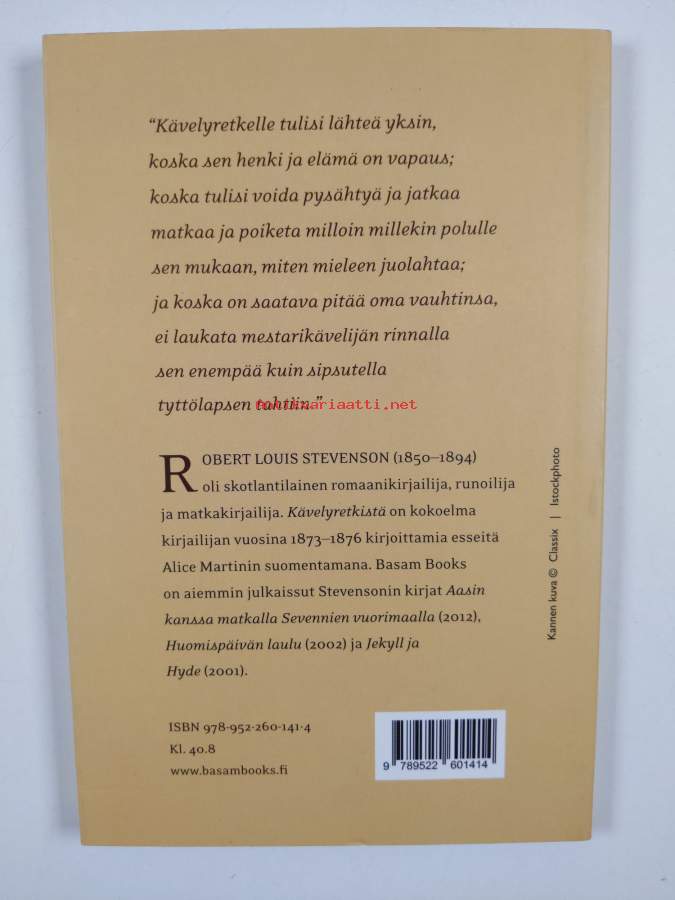 “Kävelyretkelle tulisi lähteä yksin,
koska sen henki ja elämä on vapaus;
koska tulisi voida pysähtyä ja jatkaa
matkaa ja poiketa milloin millekin polulle
sen mukaan, miten mieleen juolahtaa;
ja koska on saatava pitää oma vauhtinsa,
ei laukata mestarikävelijän rinnalla
sen enempää kuin sipsutella
tyttölapsen tahtiin.”
antikvariaatti.net
ROBERT LOUIS STEVENSON (1850–1894)
oli skotlantilainen romaanikirjailija, runoilija
ja matkakirjailija. Kävelyretkistä on kokoelma
kirjailijan vuosina 1873–1876 kirjoittamia esseitä
Alice Martinin suomentamana. Basam Books
on aiemmin julkaissut Stevensonin kirjat Aasin
kanssa matkalla Sevennien vuorimaalla (2012),
Huomispäivän laulu (2002) ja Jekyll ja
Hyde (2001).
Kannen kuva © Classix | Istockphoto
ISBN 978-952-260-141-4
Kl. 40.8
www.basambooks.fi
9 789522 601414